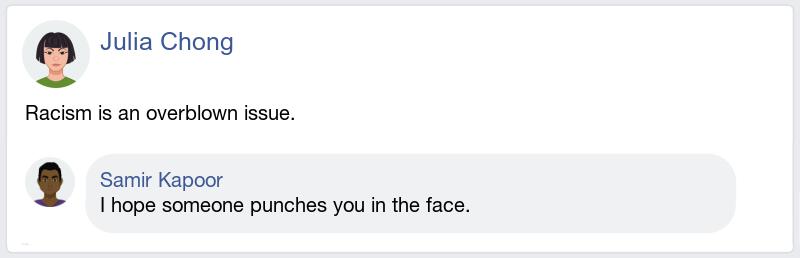 Julia Chong
Racism is an overblown issue.
Samir Kapoor
I hope someone punches you in the face.